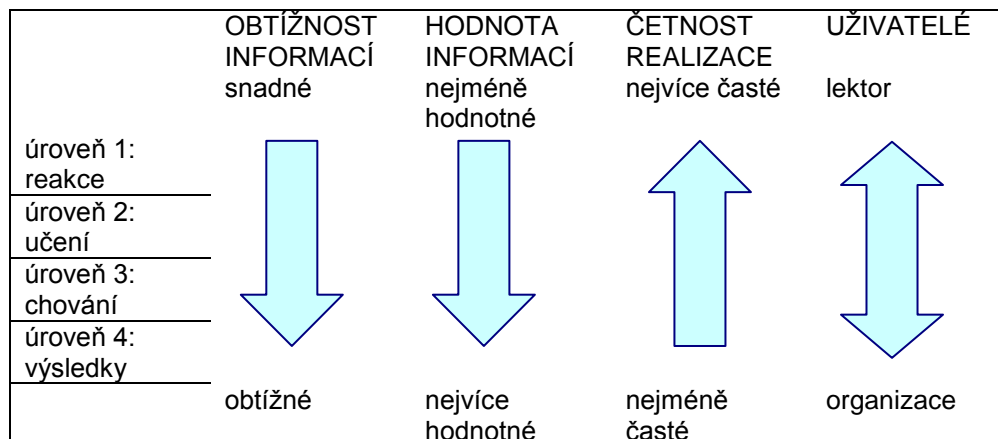 OBTÍŽNOST
INFORMACÍ
snadné
HODNOTA
INFORMACÍ
nejméně
hodnotné
ČETNOST
REALIZACE
nejvíce časté
UŽIVATELÉ
lektor
úroveň 1:
reakce
úroveň 2:
učení
úroveň 3:
chování
úroveň 4:
výsledky
obtížné
nejvíce
hodnotné
nejméně
časté
organizace